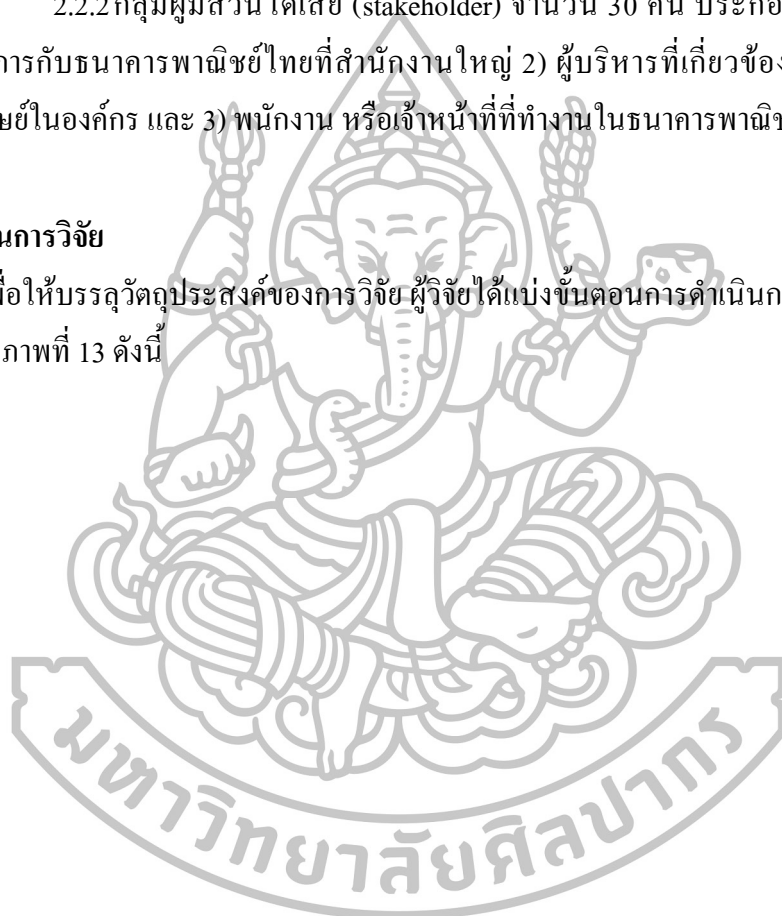 2.2.2กลุ่มผู้มีส่วนได้เสีย (stakeholder) จำนวน 30 คน ประกอ
การกับธนาคารพาณิชย์ไทยที่สำนักงานใหญ่ 2) ผู้บริหารที่เกี่ยวข้อง
ษย์ในองค์กร และ 3) พนักงาน หรือเจ้าหน้าที่ที่ทำงานในธนาคารพาณิช
นการวิจัย
ื่อให้บรรลุวัตถุประสงค์ของการวิจัย ผู้วิจัยได้แบ่งขั้นตอนการดำเนินก
ภาพที่ 13 ดังนี้
มหาวิทยาลัยศิลปากร